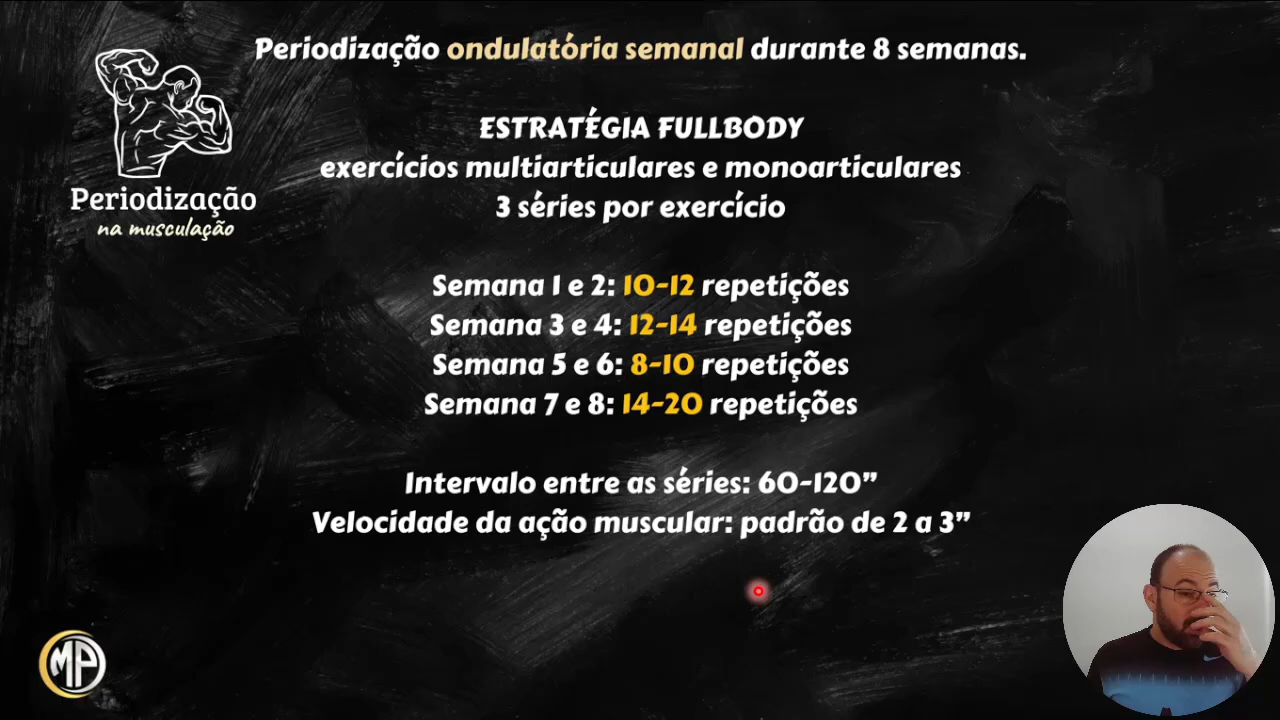 Periodização ondulatória semanal durante 8 semanas.
ESTRATÉGIA FULLBODY
exercícios multiarticulares e monoarticulares
3 séries por exercício
Periodização
na musculação
Semana 1 e 2: 10-12 repetições
Semana 3 e 4: 12-14 repetições
Semana 5 e 6: 8-10 repetições
Semana 7 e 8: 14-20 repetições
Intervalo entre as séries: 60-120”
Velocidade da ação muscular: padrão de 2 a 3”
MP